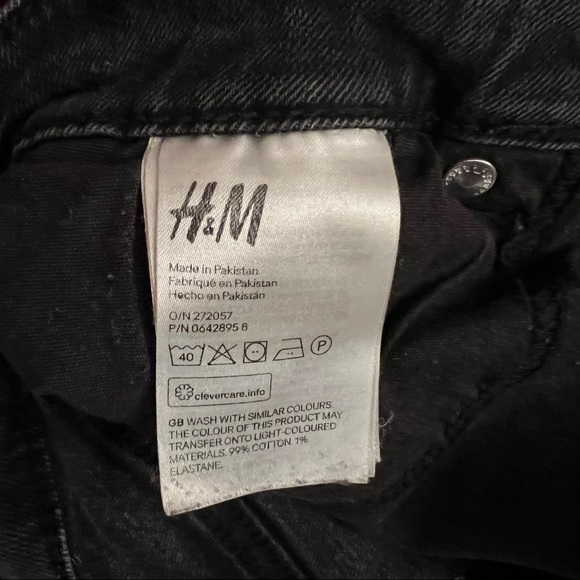 H&M
Made in Pakistan
Fabriqué en Pakistan
Hecho en Pakistán
O/N 272057
P/N 0642895 8
40 P
clevercare.info
GB WASH WITH SIMILAR COLOURS.
THE COLOUR OF THIS PRODUCT MAY
TRANSFER ONTO LIGHT-COLOURED
MATERIALS. 99% COTTON 1%
ELASTANE.